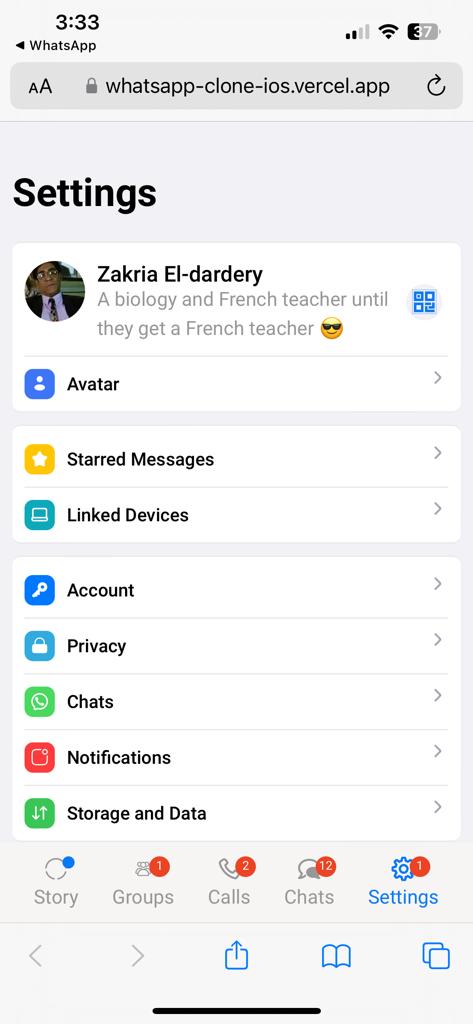 3:33
37
◀ WhatsApp
AA whatsapp-clone-ios.vercel.app
Settings
Zakria El-dardery
A biology and French teacher until
they get a French teacher 😎
Avatar
Starred Messages
Linked Devices
Account
Privacy
Chats
Notifications
Storage and Data
1 2 12 1
Story Groups Calls Chats Settings